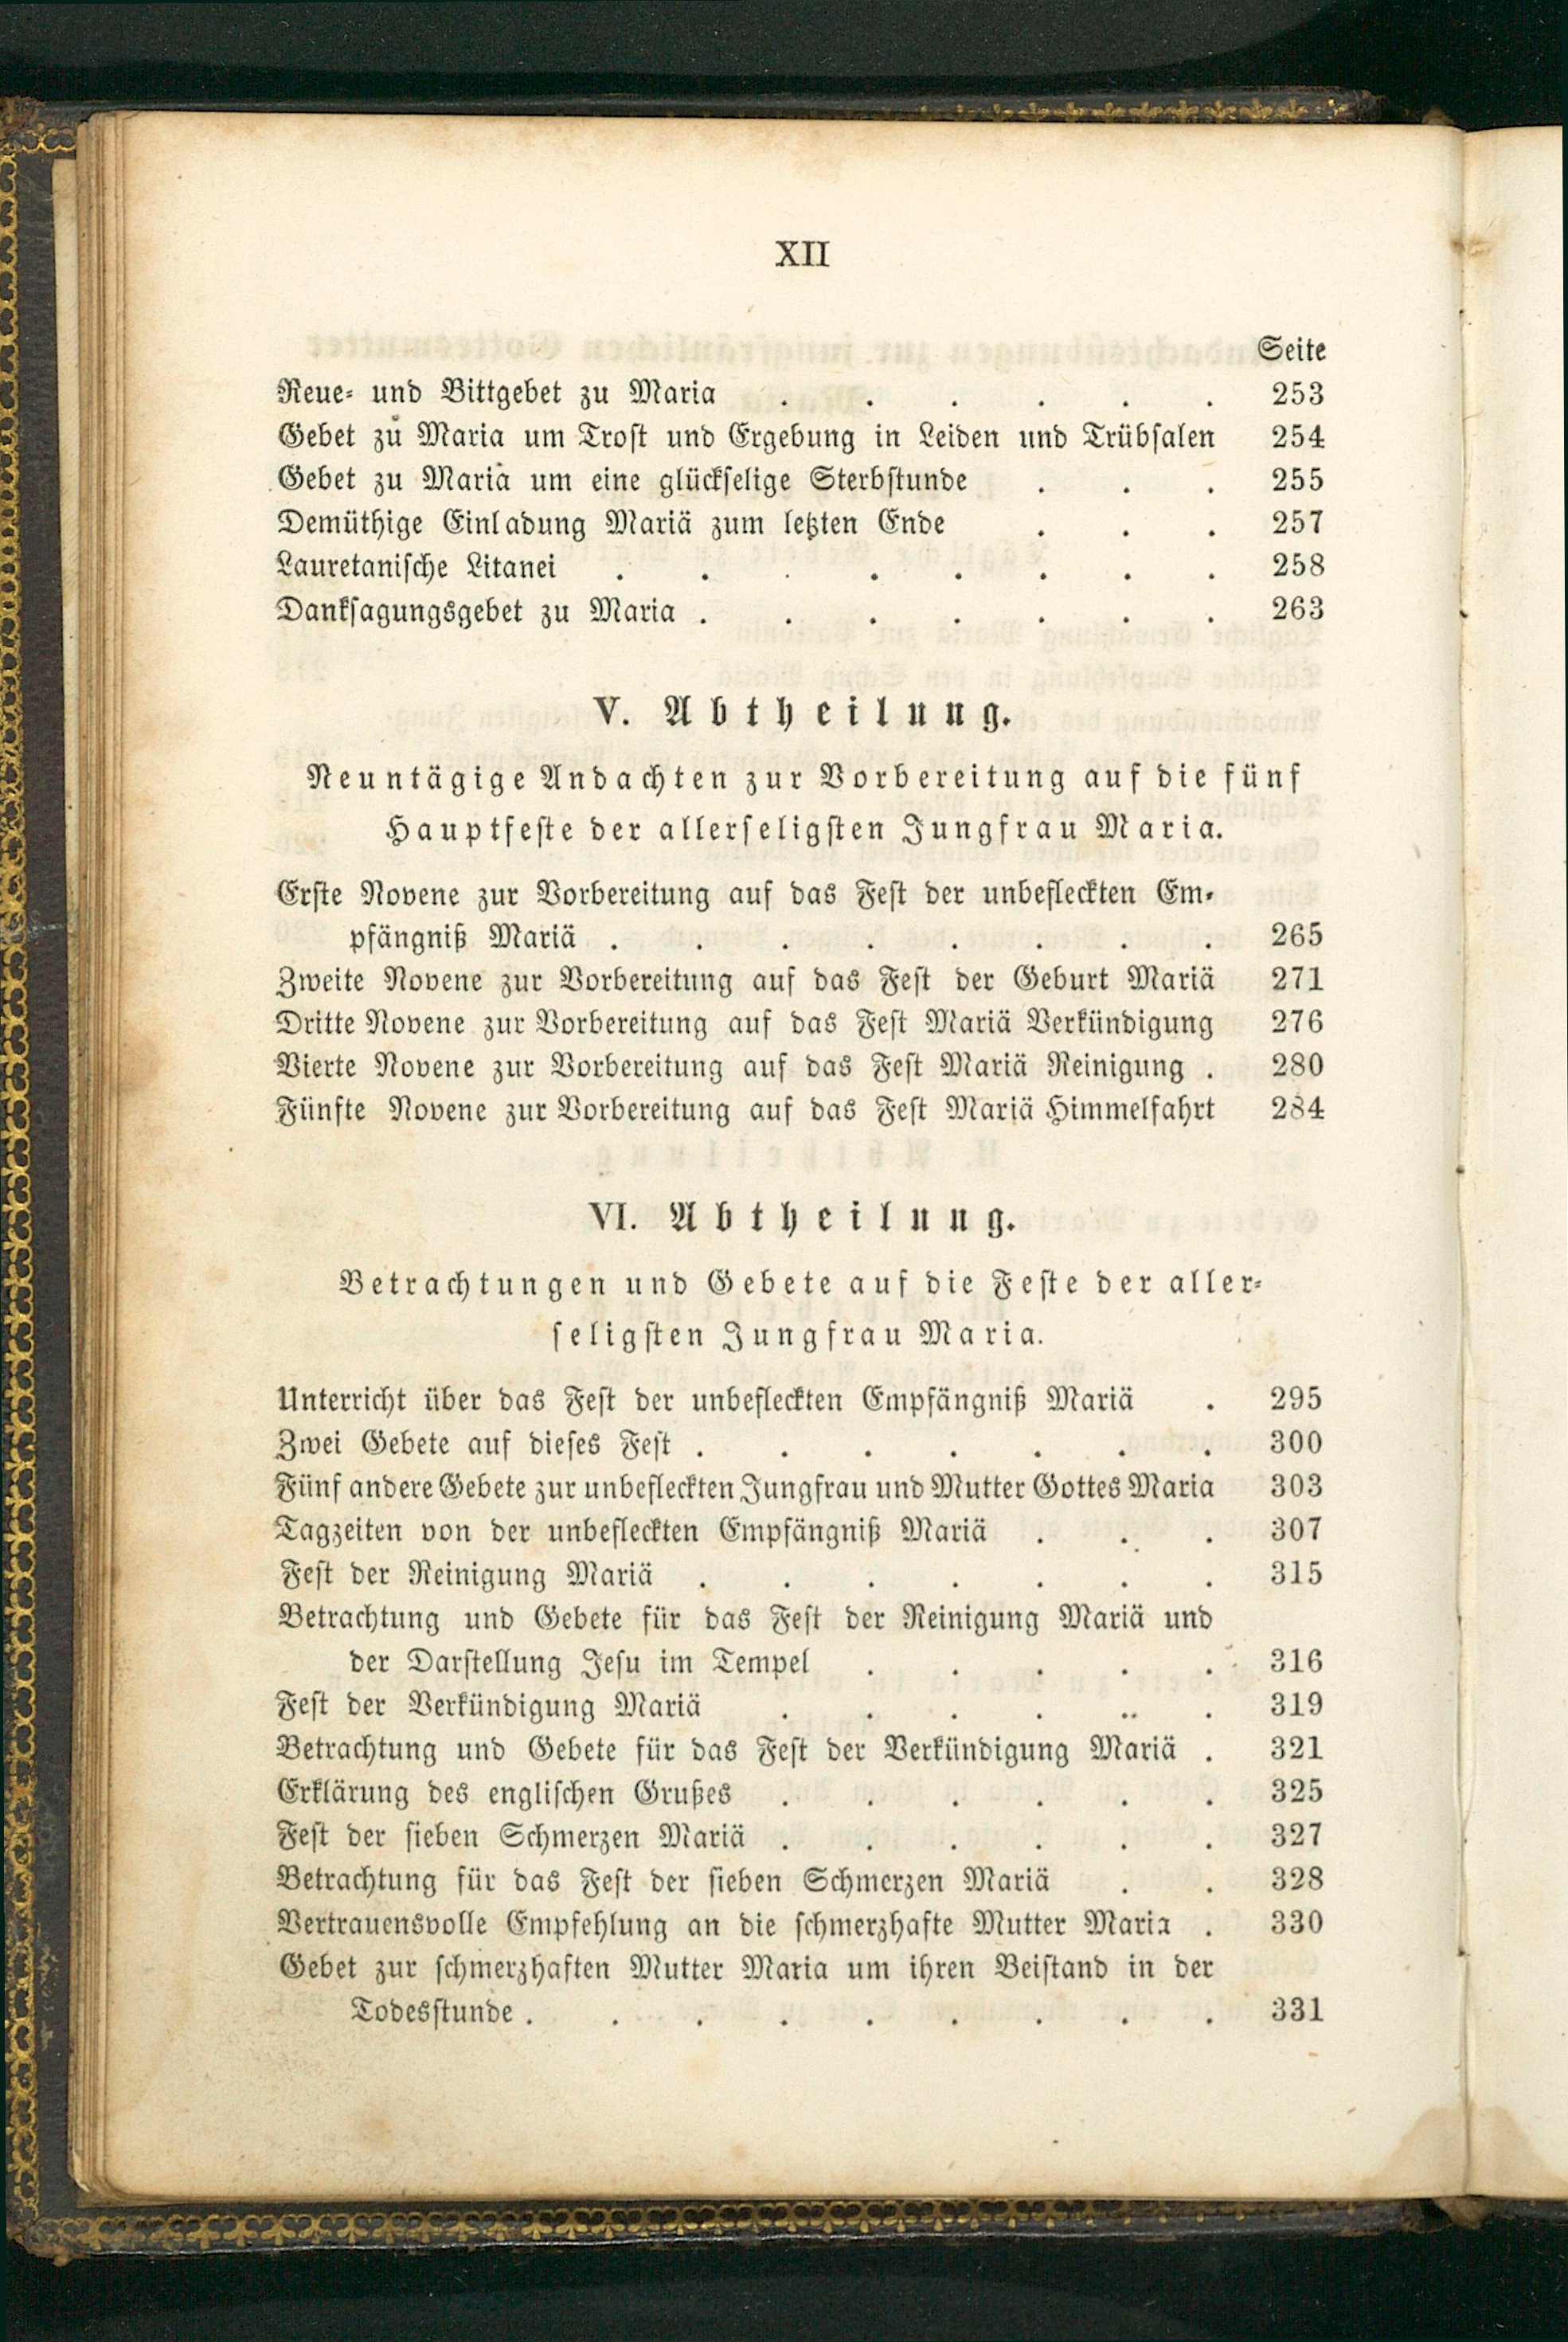 XII
Seite
Reue- und Bittgebet zu Maria . . . . . . 253
Gebet zu Maria um Trost und Ergebung in Leiden und Trübsalen 254
Gebet zu Maria um eine glückselige Sterbstunde . . . 255
Demüthige Einladung Mariä zum letzten Ende . . . 257
Lauretanische Litanei . . . . . . . . 258
Danksagungsgebet zu Maria . . . . . . . 263
V. Abtheilung.
Neuntägige Andachten zur Vorbereitung auf die fünf
Hauptfeste der allerseligsten Jungfrau Maria.
Erste Novene zur Vorbereitung auf das Fest der unbefleckten Em-
pfängniß Mariä . . . . . . . . 265
Zweite Novene zur Vorbereitung auf das Fest der Geburt Mariä 271
Dritte Novene zur Vorbereitung auf das Fest Mariä Verkündigung 276
Vierte Novene zur Vorbereitung auf das Fest Mariä Reinigung . 280
Fünfte Novene zur Vorbereitung auf das Fest Mariä Himmelfahrt 284
VI. Abtheilung.
Betrachtungen und Gebete auf die Feste der aller-
seligsten Jungfrau Maria.
Unterricht über das Fest der unbefleckten Empfängniß Mariä . 295
Zwei Gebete auf dieses Fest . . . . . . . 300
Fünf andere Gebete zur unbefleckten Jungfrau und Mutter Gottes Maria 303
Tagzeiten von der unbefleckten Empfängniß Mariä . . . 307
Fest der Reinigung Mariä . . . . . . . 315
Betrachtung und Gebete für das Fest der Reinigung Mariä und
der Darstellung Jesu im Tempel . . . . . 316
Fest der Verkündigung Mariä . . . . . . 319
Betrachtung und Gebete für das Fest der Verkündigung Mariä . 321
Erklärung des englischen Grußes . . . . . . 325
Fest der sieben Schmerzen Mariä . . . . . . 327
Betrachtung für das Fest der sieben Schmerzen Mariä . . 328
Vertrauensvolle Empfehlung an die schmerzhafte Mutter Maria . 330
Gebet zur schmerzhaften Mutter Maria um ihren Beistand in der
Todesstunde . . . . . . . . . 331